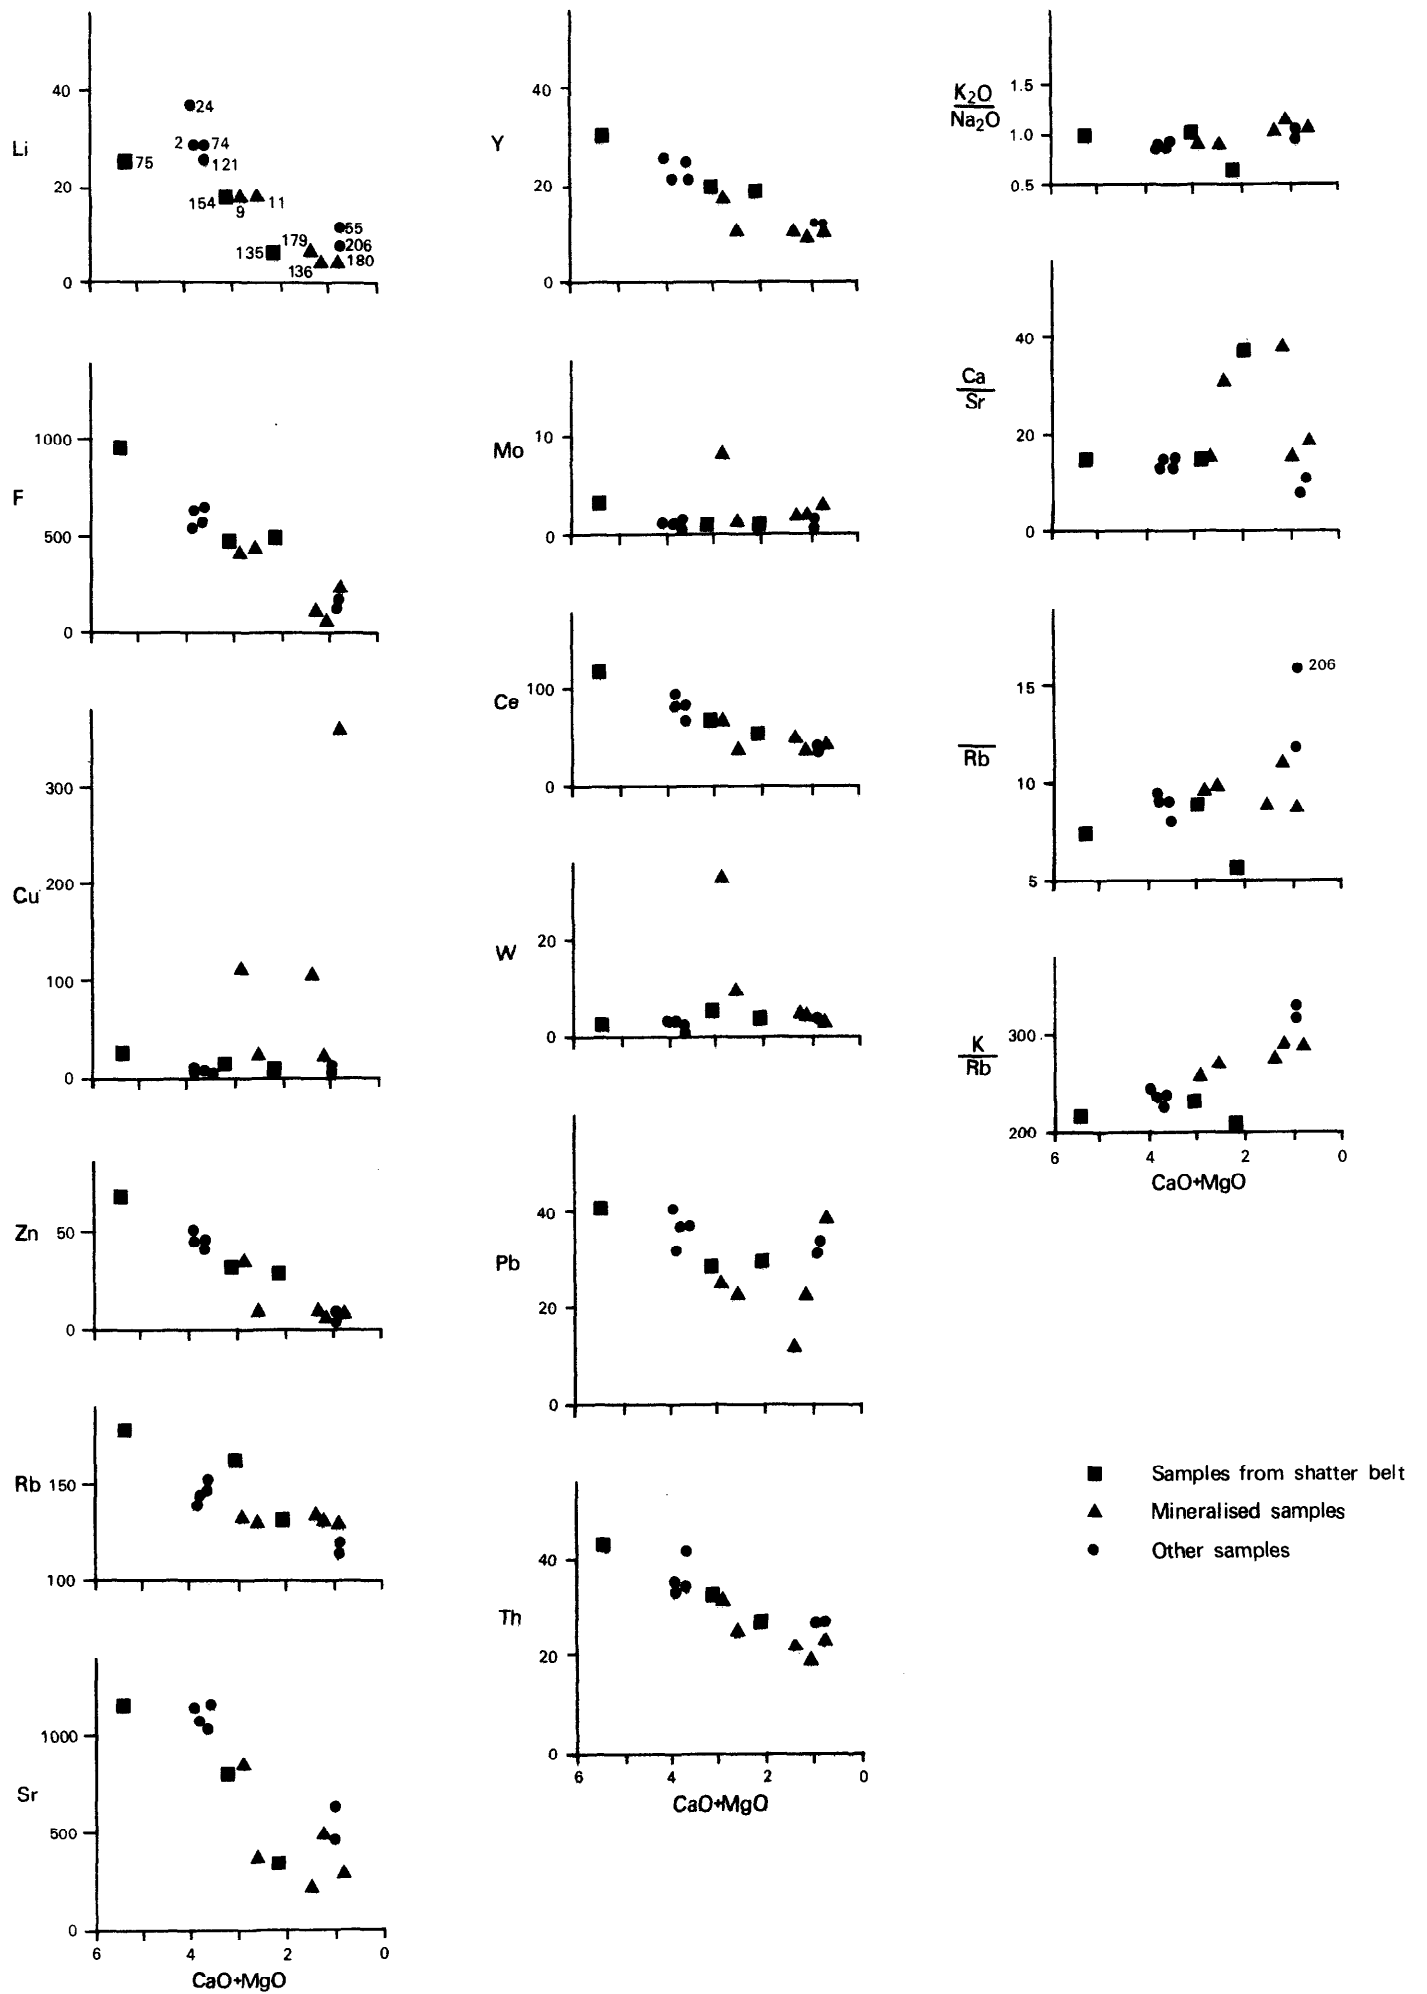 Li
40
20
0
24
2
74
121
75
154
9
11
179
135
136
55
206
180
F
1000
500
0
Cu
300
200
100
0
Zn
50
0
Rb
150
100
Sr
1000
500
0
6 4 2 0
CaO+MgO
Y
40
20
0
Mo
10
0
Ce
100
0
W
20
0
Pb
40
20
0
Th
40
20
0
6 4 2 0
CaO+MgO
K₂O
Na₂O
1.5
1.0
0.5
Ca
Sr
40
20
0
Rb
15
10
5
206
K
Rb
300
200
6 4 2 0
CaO+MgO
Samples from shatter belt
Mineralised samples
Other samples